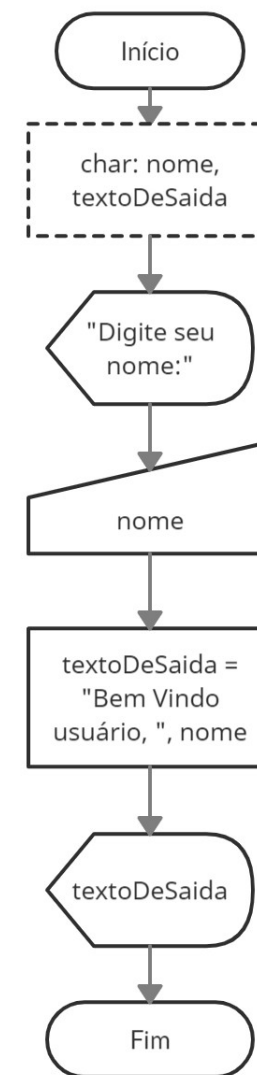 Início
char: nome,
textoDeSaida
"Digite seu
nome:"
nome
textoDeSaida =
"Bem Vindo
usuário, ", nome
textoDeSaida
Fim